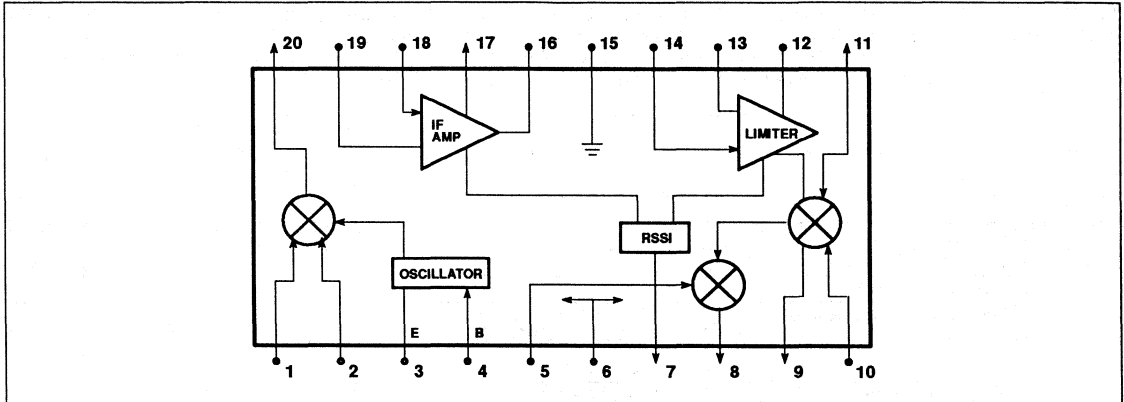 20 19 18 17 16 15 14 13 12 11
IF
AMP
LIMITER
RSSI
OSCILLATOR
E B
1 2 3 4 5 6 7 8 9 10